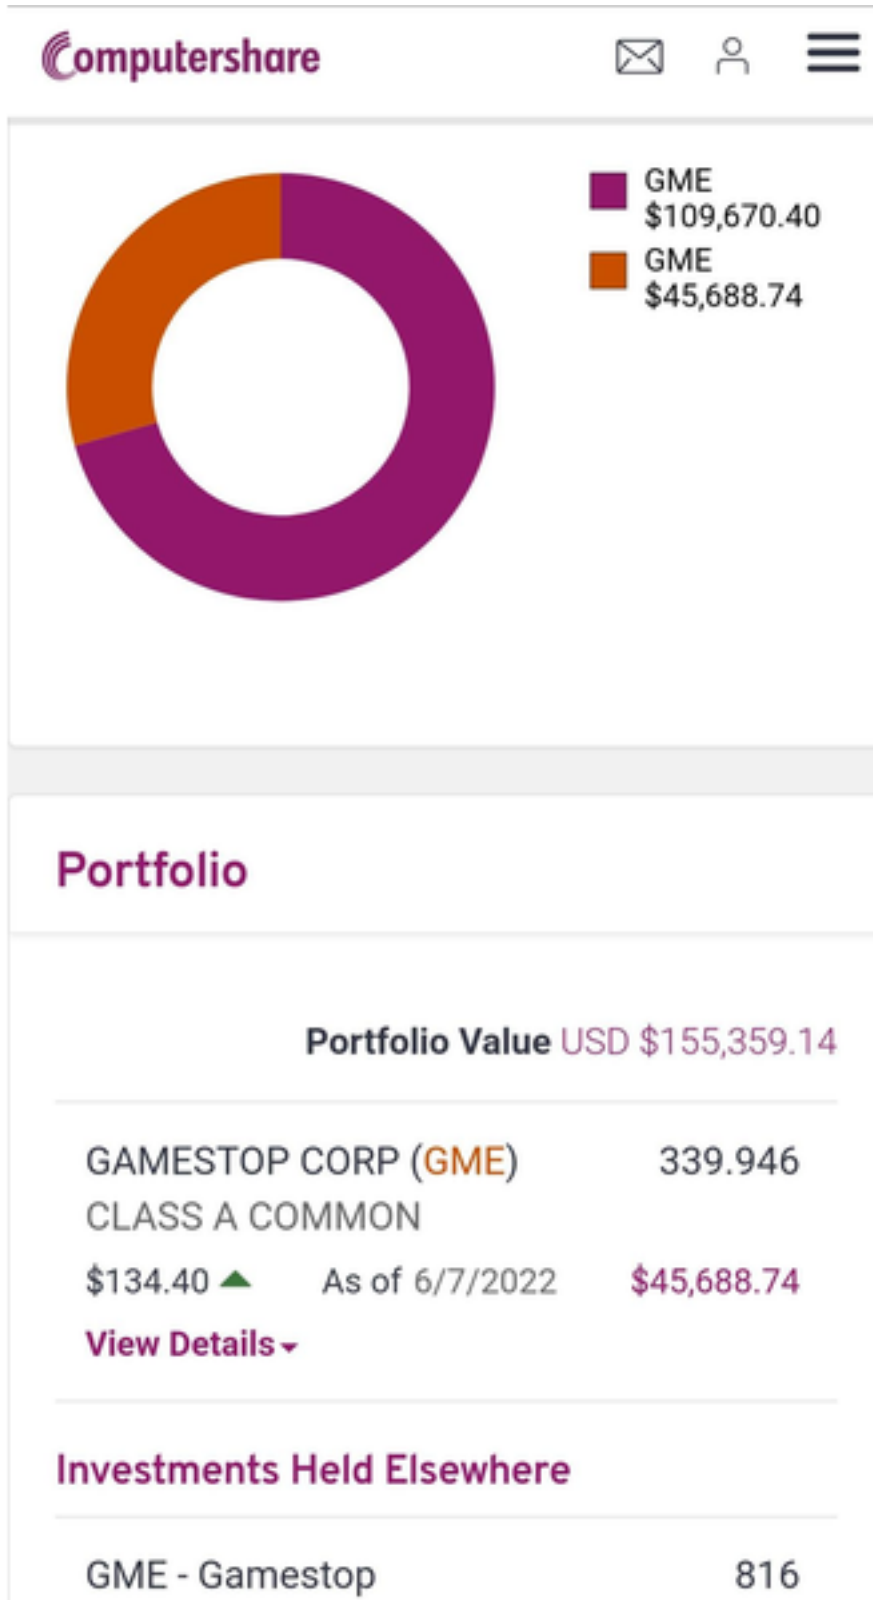 Computershare
GME
$109,670.40
GME
$45,688.74
Portfolio
Portfolio Value USD $155,359.14
GAMESTOP CORP (GME) 339.946
CLASS A COMMON
$134.40 As of 6/7/2022 $45,688.74
View Details
Investments Held Elsewhere
GME - Gamestop 816